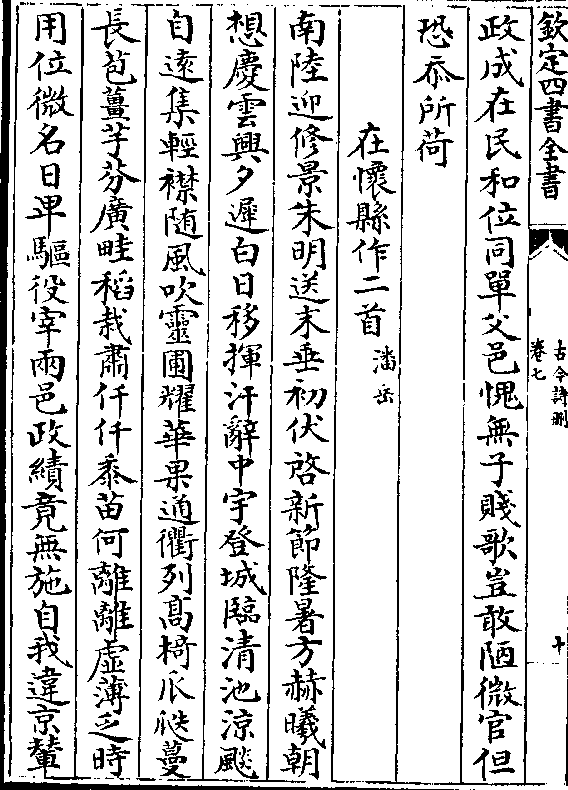 欽定四庫全書
古今詩刪
卷七
十
政成在民和位同單父邑愧無子賤歌豈敢陋微官但
恐忝所荷
在懷縣作二首潘岳
南陸迎修景朱明送末垂初伏啓新節隆暑方赫曦朝
想慶雲興夕遲白日移揮汗辭中宇登城臨清池涼飈
自遠集輕襟随風吹靈圃耀華果通衢列髙椅瓜瓞蔓
長苞薑芋芬廣畦稻栽肅仟仟黍苗何離離虛薄乏時
用位微名日卑驅役宰兩邑政績竟無施自我違京輦